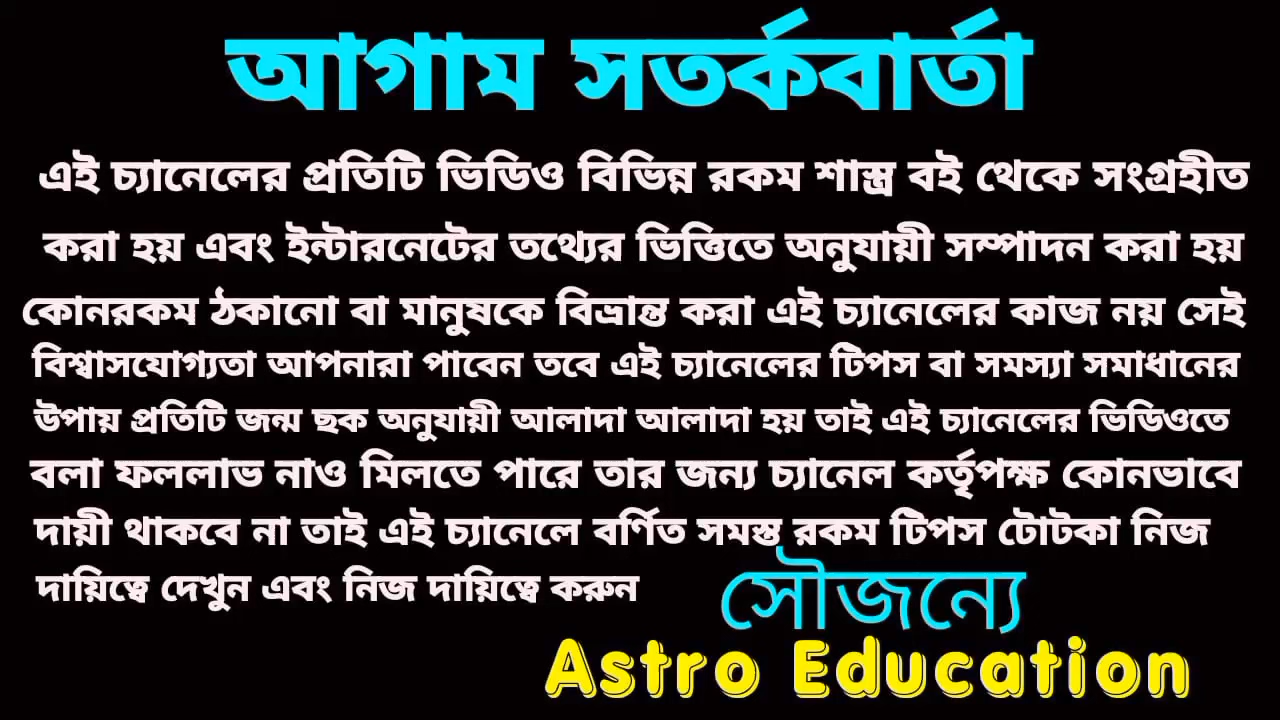 আগাম সতর্কবার্তা
এই চ্যানেলের প্রতিটি ভিডিও বিভিন্ন রকম শাস্ত্র বই থেকে সংগ্রহীত
করা হয় এবং ইন্টারনেটের তথ্যের ভিত্তিতে অনুযায়ী সম্পাদন করা হয়
কোনরকম ঠকানো বা মানুষকে বিভ্রান্ত করা এই চ্যানেলের কাজ নয় সেই
বিশ্বাসযোগ্যতা আপনারা পাবেন তবে এই চ্যানেলের টিপস বা সমস্যা সমাধানের
উপায় প্রতিটি জন্ম ছক অনুযায়ী আলাদা আলাদা হয় তাই এই চ্যানেলের ভিডিওতে
বলা ফললাভ নাও মিলতে পারে তার জন্য চ্যানেল কর্তৃপক্ষ কোনভাবে
দায়ী থাকবে না তাই এই চ্যানেলে বর্ণিত সমস্ত রকম টিপস টোটকা নিজ
দায়িত্বে দেখুন এবং নিজ দায়িত্বে করুন
সৌজন্যে
Astro Education